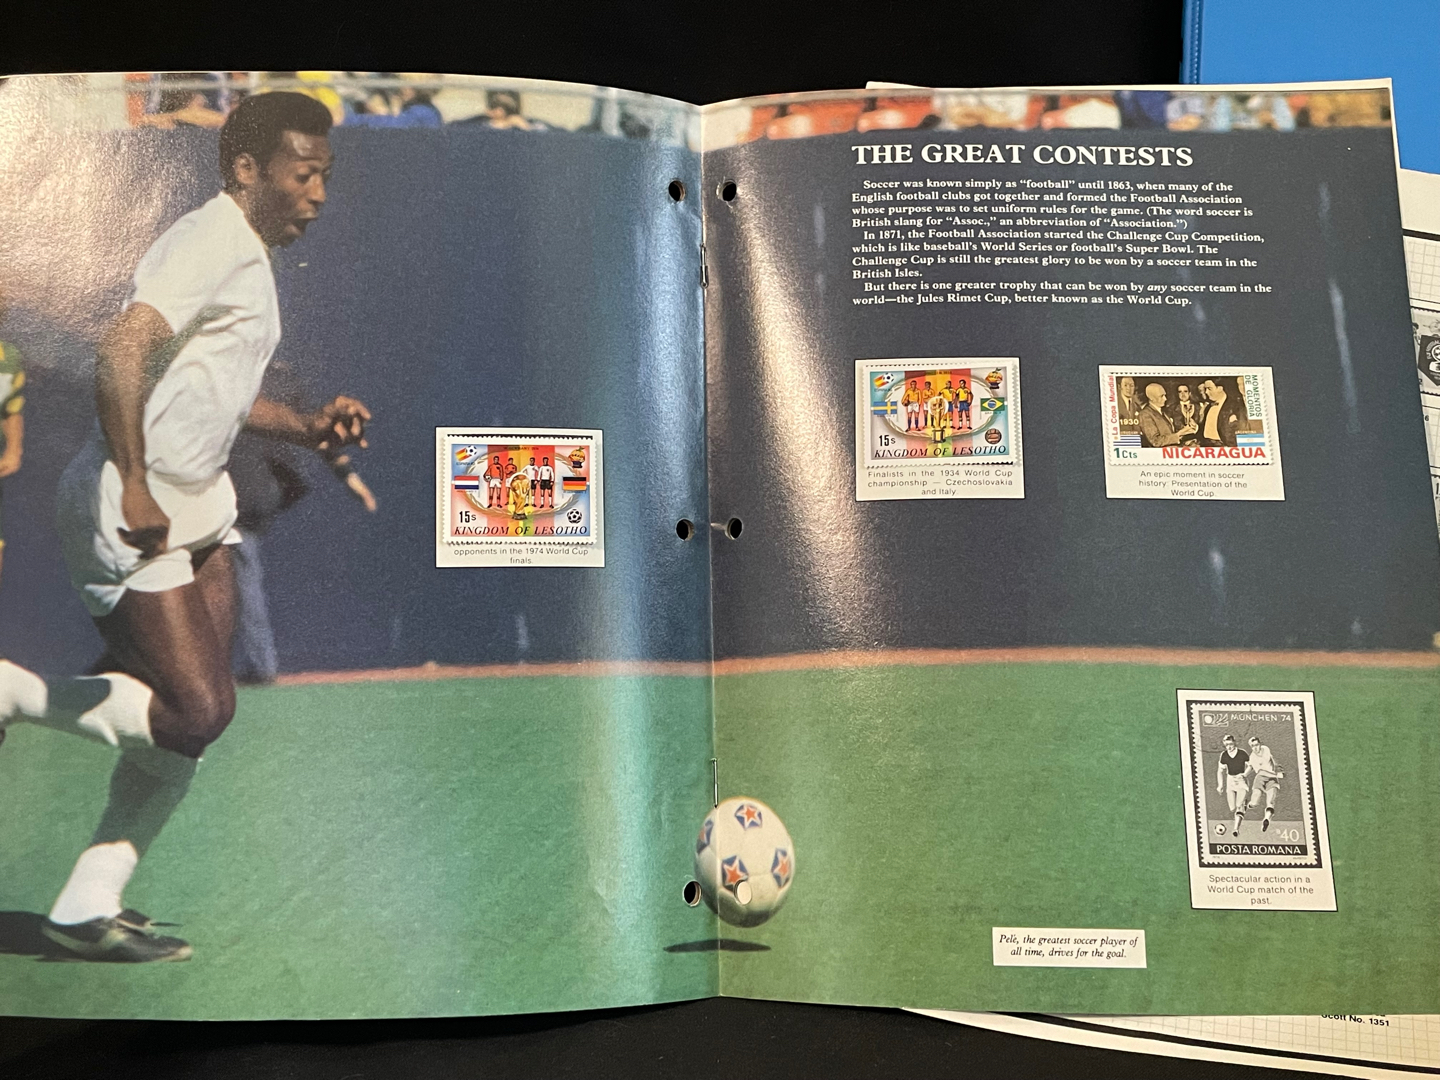 15s
KINGDOM OF LESOTHO
opponents in the 1974 World Cup
finals.
THE GREAT CONTESTS
Soccer was known simply as “football” until 1863, when many of the
English football clubs got together and formed the Football Association
whose purpose was to set uniform rules for the game. (The word soccer is
British slang for “Assoc.,” an abbreviation of “Association.”)
In 1871, the Football Association started the Challenge Cup Competition,
which is like baseball’s World Series or football’s Super Bowl. The
Challenge Cup is still the greatest glory to be won by a soccer team in the
British Isles.
But there is one greater trophy that can be won by any soccer team in the
world—the Jules Rimet Cup, better known as the World Cup.
15s
KINGDOM OF LESOTHO
Finalists in the 1934 World Cup
championship — Czechoslovakia
and Italy
La Copa Mundial
1930
MOMENTOS
DE GLORIA
1Cts
NICARAGUA
An epic moment in soccer
history: Presentation of the
World Cup.
MÜNCHEN '74
40
POSTA ROMANA
Spectacular action in a
World Cup match of the
past.
Pelé, the greatest soccer player of
all time, drives for the goal.
Scott No. 1351